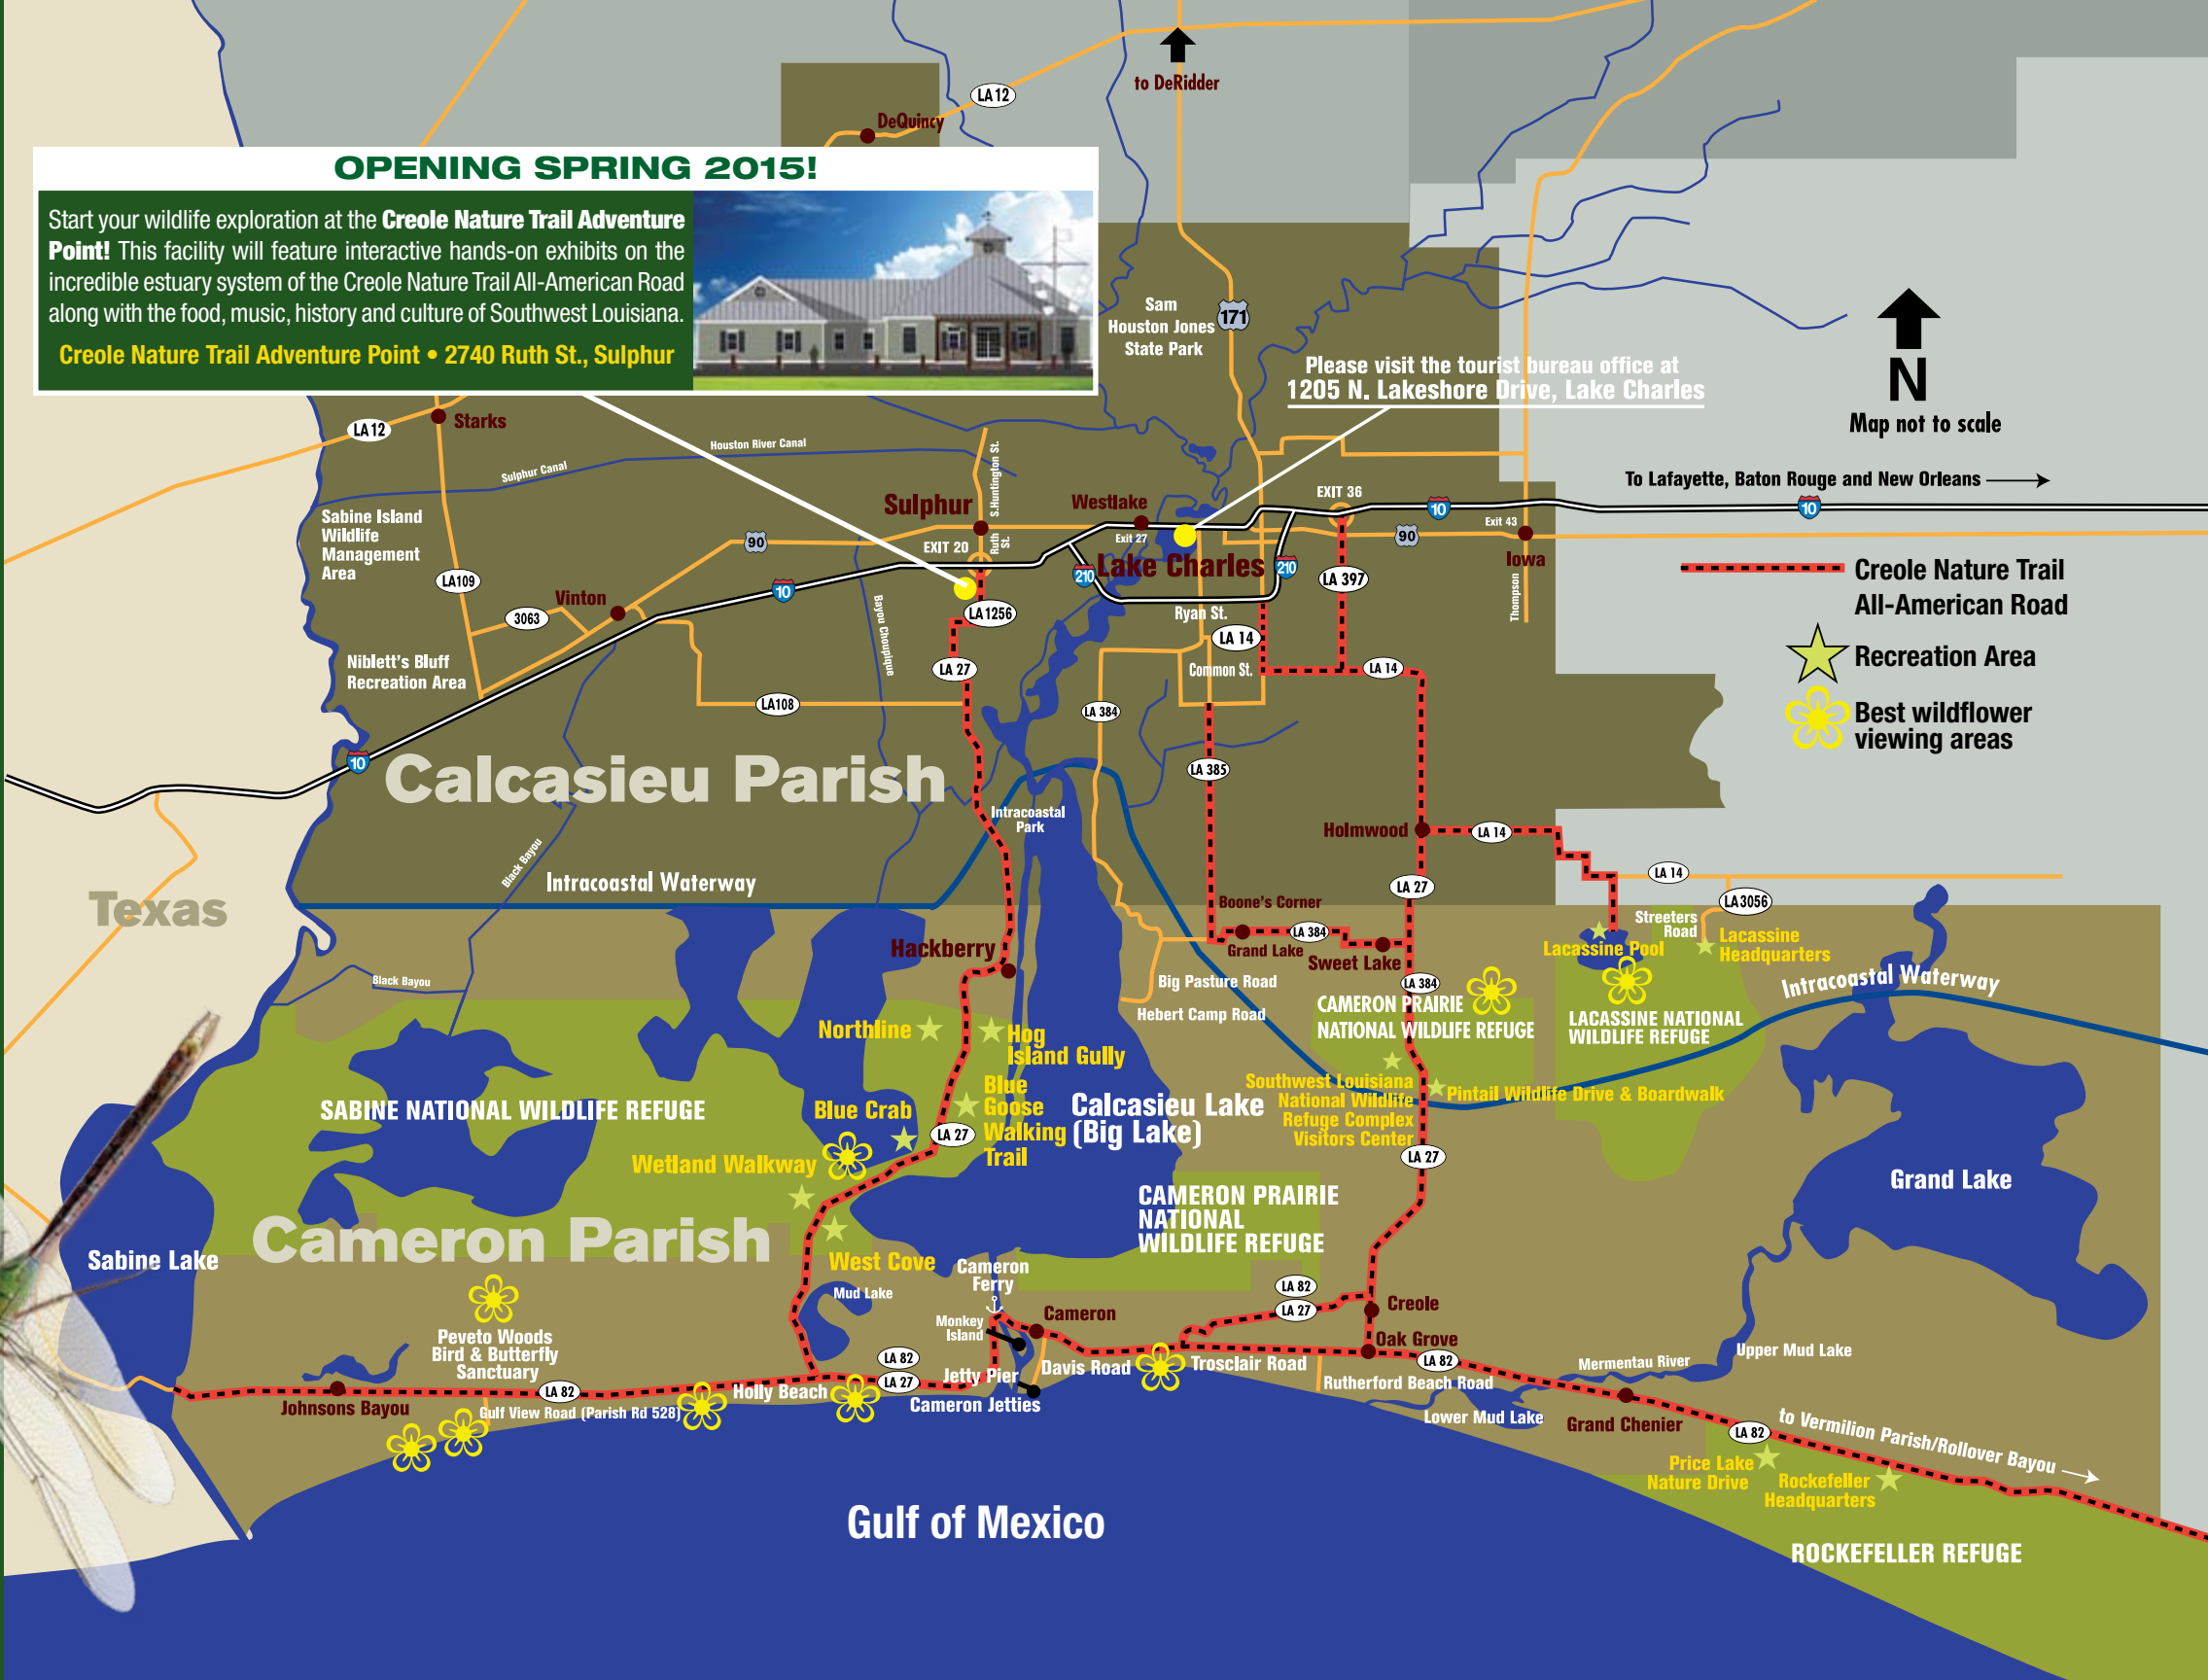 to DeRidder
LA 12
DeQuincy
OPENING SPRING 2015!
Start your wildlife exploration at the Creole Nature Trail Adventure
Point! This facility will feature interactive hands-on exhibits on the
incredible estuary system of the Creole Nature Trail All-American Road
along with the food, music, history and culture of Southwest Louisiana.
Creole Nature Trail Adventure Point • 2740 Ruth St., Sulphur
Sam
Houston Jones
State Park
171
Please visit the tourist bureau office at
1205 N. Lakeshore Drive, Lake Charles
N
Map not to scale
To Lafayette, Baton Rouge and New Orleans
LA 12
Starks
Houston River Canal
Sulphur Canal
S.Huntington St.
Sulphur
Westlake
EXIT 36
10
10
Sabine Island
Wildlife
Management
Area
90
EXIT 20
Ruth
St.
Exit 27
90
Exit 43
Iowa
Thompson
LA109
10
210
Lake Charles
210
LA 397
Creole Nature Trail
All-American Road
Recreation Area
Best wildflower
viewing areas
Vinton
3063
LA 1256
Ryan St.
LA 14
Bayou Choupique
Niblett's Bluff
Recreation Area
LA 27
Common St.
LA 14
LA108
LA 384
10
Calcasieu Parish
LA 385
Intracoastal
Park
Holmwood
LA 14
Black Bayou
Intracoastal Waterway
LA 27
LA 14
Texas
Boone's Corner
LA3056
Streeters
Road
Hackberry
Grand Lake
LA 384
Sweet Lake
Lacassine Pool
Lacassine
Headquarters
Black Bayou
Big Pasture Road
LA 384
Intracoastal Waterway
Hebert Camp Road
CAMERON PRAIRIE
NATIONAL WILDLIFE REFUGE
LACASSINE NATIONAL
WILDLIFE REFUGE
Northline
Hog
Island Gully
Blue
Goose
Walking
Trail
Southwest Louisiana
National Wildlife
Refuge Complex
Visitors Center
Pintail Wildlife Drive & Boardwalk
SABINE NATIONAL WILDLIFE REFUGE
Blue Crab
LA 27
Calcasieu Lake
(Big Lake)
Wetland Walkway
LA 27
Grand Lake
CAMERON PRAIRIE
NATIONAL
WILDLIFE REFUGE
Cameron Parish
Sabine Lake
West Cove
Cameron
Ferry
Mud Lake
LA 82
LA 27
Creole
Monkey
Island
Cameron
Peveto Woods
Bird & Butterfly
Sanctuary
Oak Grove
LA 82
LA 27
Jetty Pier
Davis Road
Trosclair Road
LA 82
Mermentau River
Upper Mud Lake
Rutherford Beach Road
LA 82
Holly Beach
Cameron Jetties
Johnsons Bayou
Gulf View Road (Parish Rd 528)
Lower Mud Lake
Grand Chenier
LA 82
to Vermilion Parish/Rollover Bayou
Price Lake
Nature Drive
Rockefeller
Headquarters
Gulf of Mexico
ROCKEFELLER REFUGE